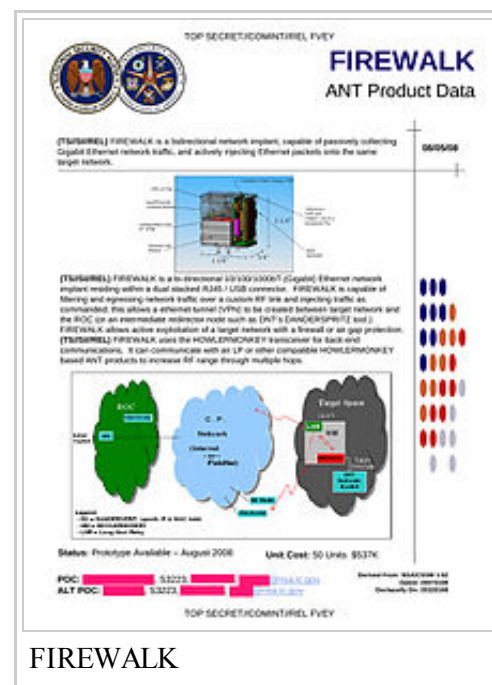 TOP SECRET//COMINT//REL FVEY
FIREWALK
ANT Product Data
(TS//SI//REL) FIREWALK is a bidirectional network implant, capable of passively collecting
Gigabit Ethernet network traffic, and actively injecting Ethernet packets onto the same
target network.
08/05/08
(TS//SI//REL) FIREWALK is a bi-directional 10/100/1000bT (Gigabit) Ethernet network
implant residing within a dual stacked RJ45 / USB connector. FIREWALK is capable of
filtering and egressing network traffic over a custom RF link and injecting traffic as
commanded; this allows a ethernet tunnel (VPN) to be created between target network and
the ROC (or an intermediate redirector node such as DNT's DANDERSPRITZ tool.)
FIREWALK allows active exploitation of a target network with a firewall or air gap protection.
(TS//SI//REL) FIREWALK uses the HOWLERMONKEY transceiver for back-end
communications. It can communicate with an LP or other compatible HOWLERMONKEY
based ANT products to increase RF range through multiple hops.
ROC
Network
(Internet
Target Space
Legend
Status: Prototype Available – August 2008
Unit Cost: 50 Units $537K
POC: , S3223,
ALT POC: , S3223,
TOP SECRET//COMINT//REL FVEY
FIREWALK